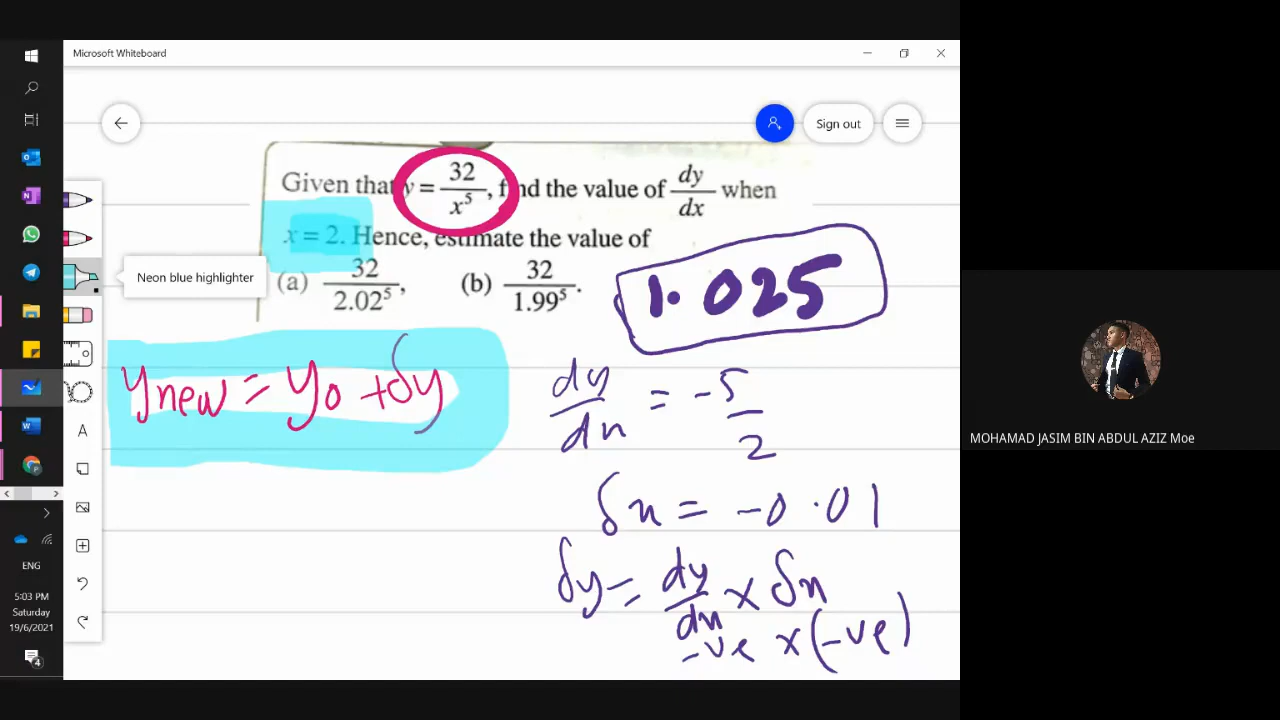 Microsoft Whiteboard
Sign out
Given that y = 32/x⁵, find the value of dy/dx when
x = 2. Hence, estimate the value of
(a) 32/2.02⁵, (b) 32/1.99⁵.
1.025
Neon blue highlighter
ynew = y0 + δy
dy/dx = -5/2
δx = -0.01
δy = dy/dx × δx
-ve × (-ve)
MOHAMAD JASIM BIN ABDUL AZIZ Moe
ENG
5:03 PM
Saturday
19/6/2021
4